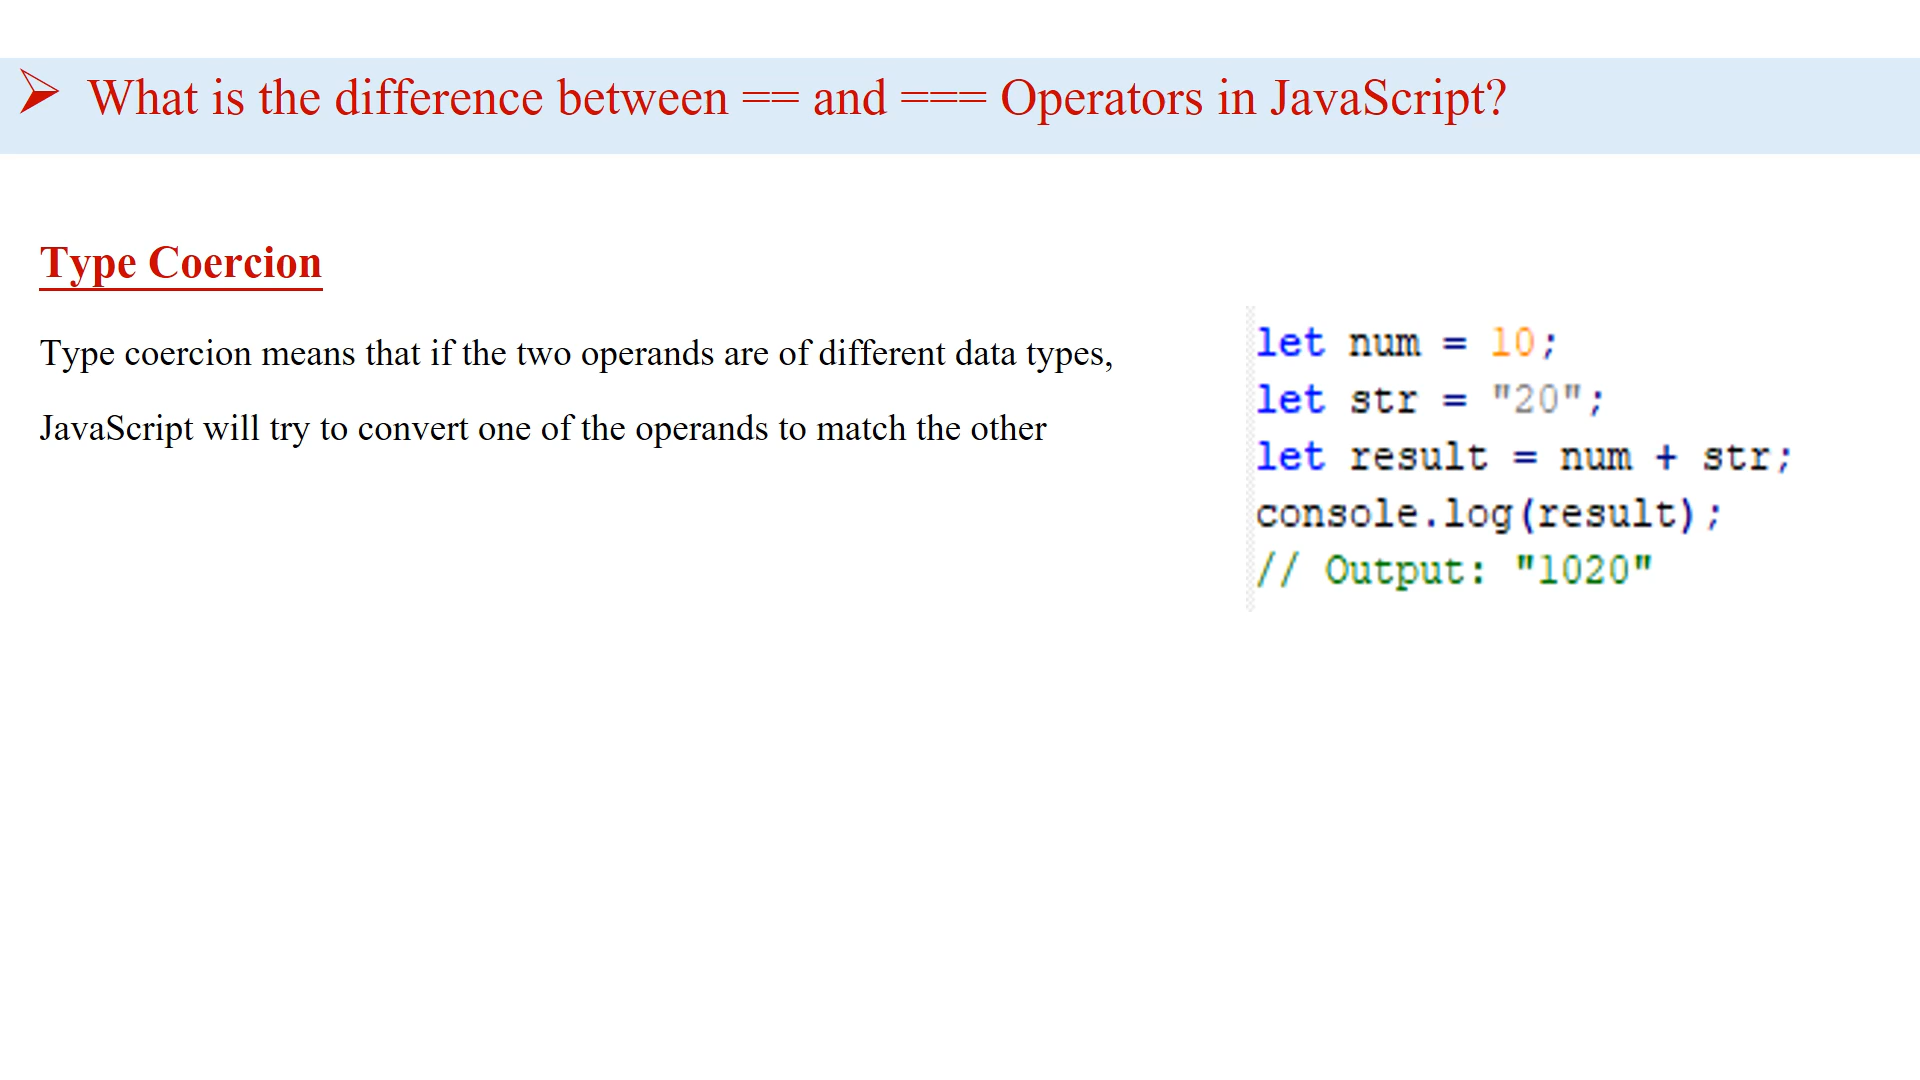 What is the difference between == and === Operators in JavaScript?
Type Coercion
Type coercion means that if the two operands are of different data types,
JavaScript will try to convert one of the operands to match the other
let num = 10;
let str = "20";
let result = num + str;
console.log(result);
// Output: "1020"